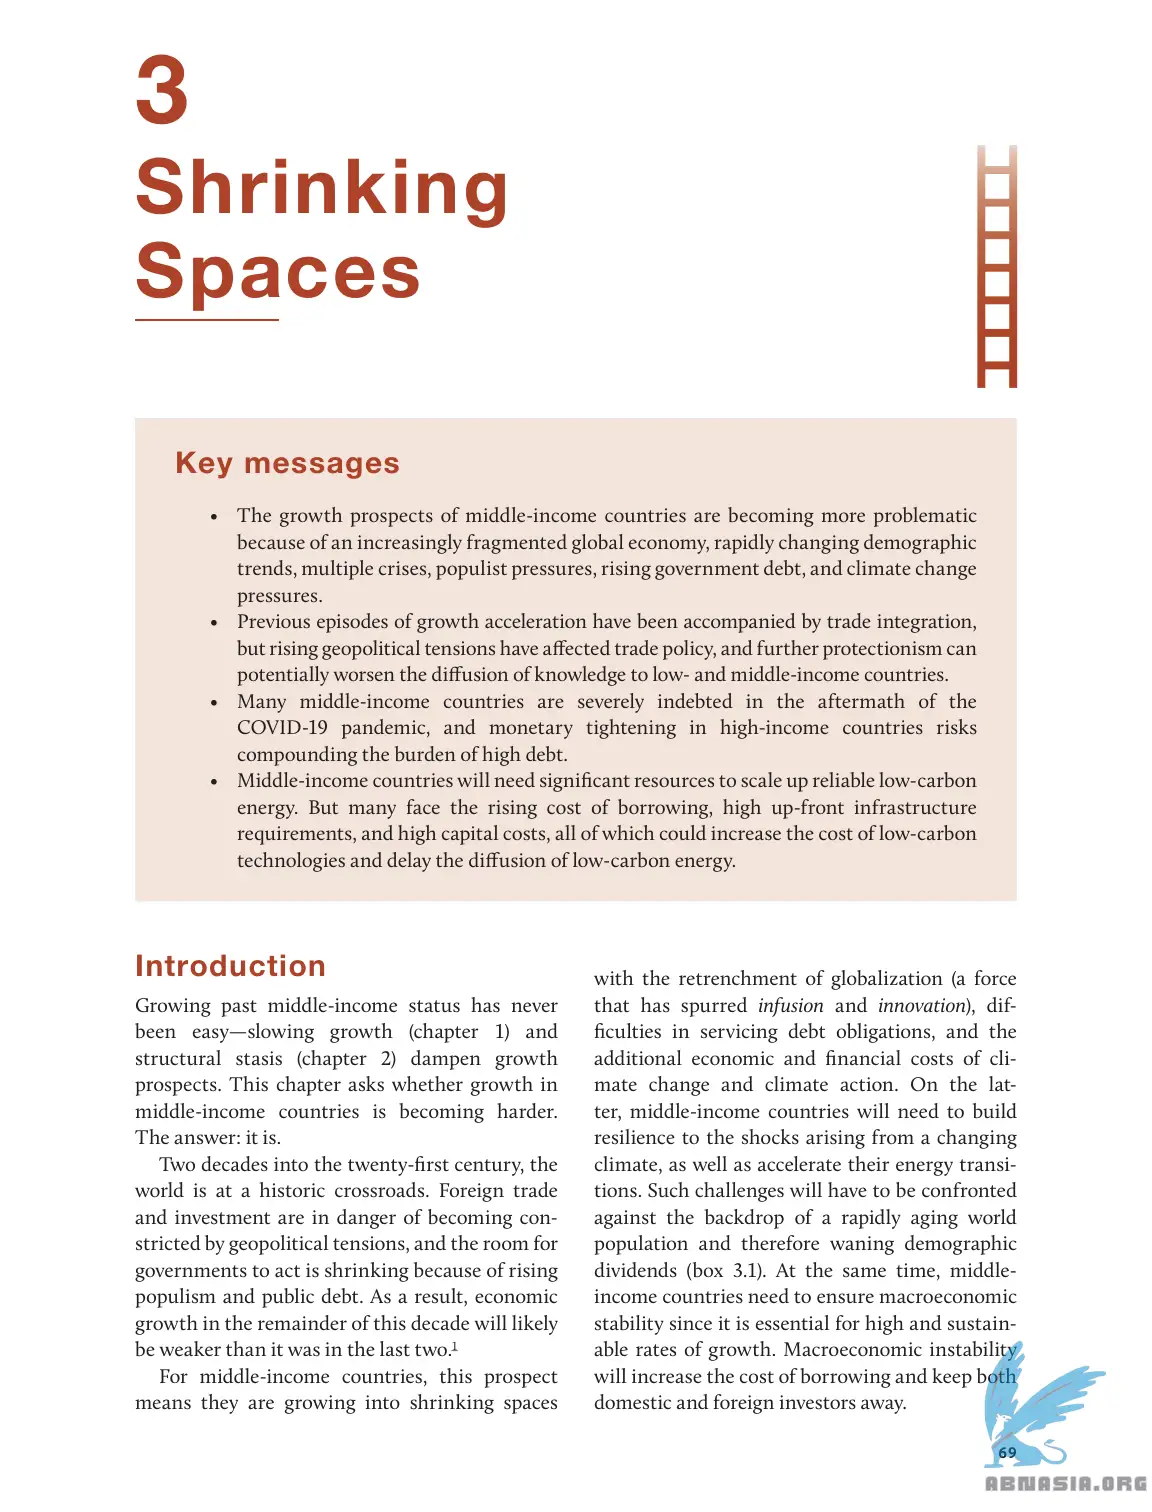 3
Shrinking
Spaces
Key messages
• The growth prospects of middle-income countries are becoming more problematic
because of an increasingly fragmented global economy, rapidly changing demographic
trends, multiple crises, populist pressures, rising government debt, and climate change
pressures.
• Previous episodes of growth acceleration have been accompanied by trade integration,
but rising geopolitical tensions have affected trade policy, and further protectionism can
potentially worsen the diffusion of knowledge to low- and middle-income countries.
• Many middle-income countries are severely indebted in the aftermath of the
COVID-19 pandemic, and monetary tightening in high-income countries risks
compounding the burden of high debt.
• Middle-income countries will need significant resources to scale up reliable low-carbon
energy. But many face the rising cost of borrowing, high up-front infrastructure
requirements, and high capital costs, all of which could increase the cost of low-carbon
technologies and delay the diffusion of low-carbon energy.
Introduction
Growing past middle-income status has never
been easy—slowing growth (chapter 1) and
structural stasis (chapter 2) dampen growth
prospects. This chapter asks whether growth in
middle-income countries is becoming harder.
The answer: it is.
Two decades into the twenty-first century, the
world is at a historic crossroads. Foreign trade
and investment are in danger of becoming con-
stricted by geopolitical tensions, and the room for
governments to act is shrinking because of rising
populism and public debt. As a result, economic
growth in the remainder of this decade will likely
be weaker than it was in the last two.1
For middle-income countries, this prospect
means they are growing into shrinking spaces
with the retrenchment of globalization (a force
that has spurred infusion and innovation), dif-
ficulties in servicing debt obligations, and the
additional economic and financial costs of cli-
mate change and climate action. On the lat-
ter, middle-income countries will need to build
resilience to the shocks arising from a changing
climate, as well as accelerate their energy transi-
tions. Such challenges will have to be confronted
against the backdrop of a rapidly aging world
population and therefore waning demographic
dividends (box 3.1). At the same time, middle-
income countries need to ensure macroeconomic
stability since it is essential for high and sustain-
able rates of growth. Macroeconomic instability
will increase the cost of borrowing and keep both
domestic and foreign investors away.
69
ABNASIA.ORG